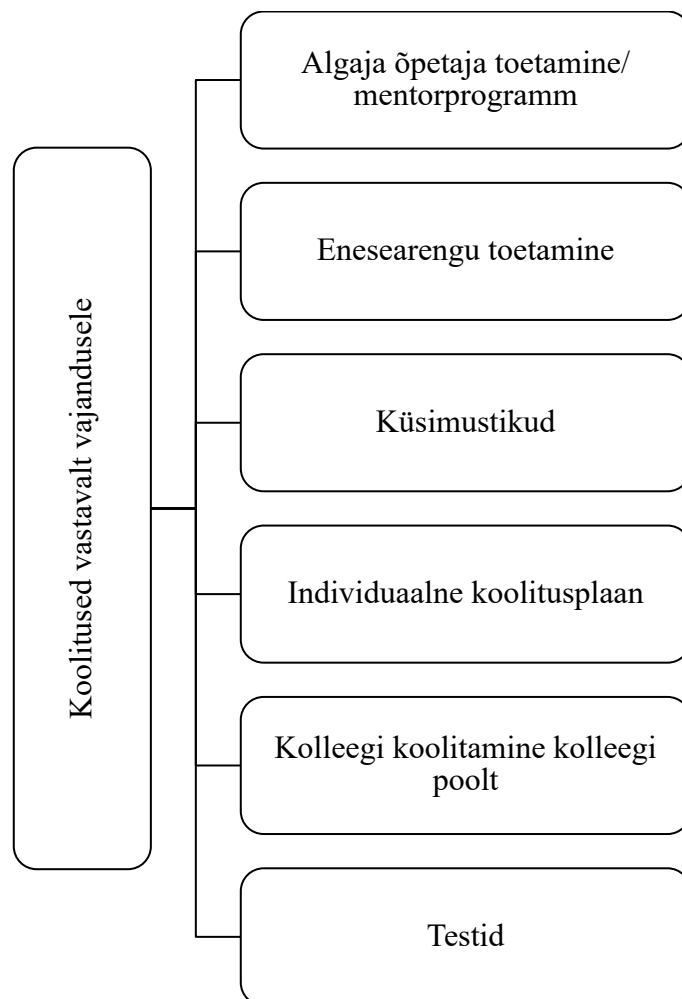 Koolitused vastavalt vajandusele
Algaja õpetaja toetamine/
mentorprogramm
Enesearengu toetamine
Küsimustikud
Individuaalne koolitusplaan
Kolleegi koolitamine kolleegi
poolt
Testid